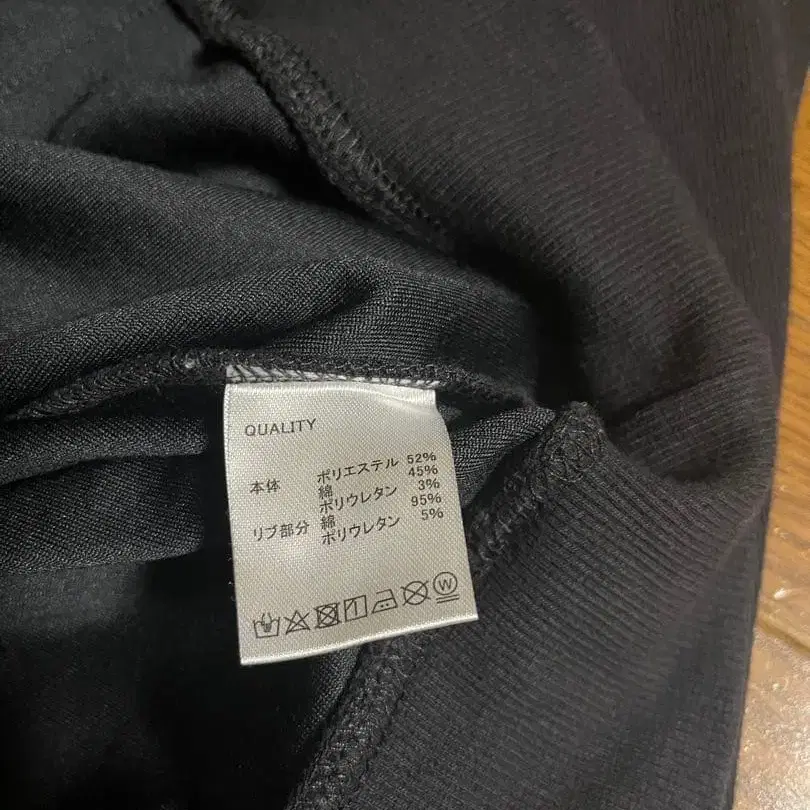 QUALITY
本体 ポリエステル 52%
綿 45%
ポリウレタン 3%
リブ部分 綿 95%
ポリウレタン 5%
W